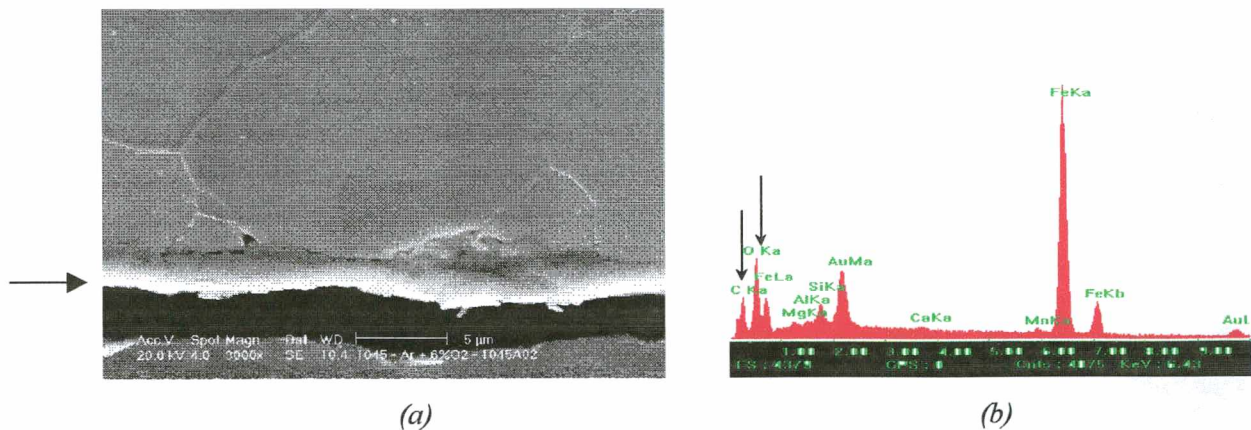 Acc.V Spot Magn Det WD 5 µm
20.0 kV 4.0 3000x SE 10.4 1045 - Ar + 6%O2 - 1045A02
(a)
FeKa
O Ka
AuMa
FeLa
SiKa
C Ka
AlKa
MgKa
FeKb
CaKa
MnKa
AuL
1.00 2.00 3.00 4.00 5.00 6.00 7.00 8.00 9.00
(b)